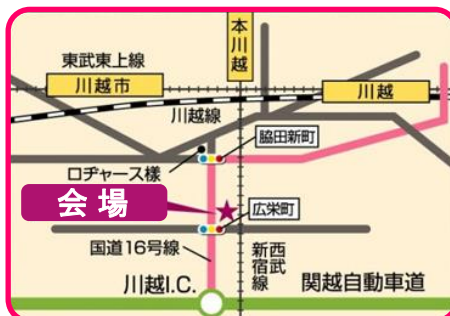 本川越
東武東上線
川越市
川越
川越線
脇田新町
ロヂャース様
会場
広栄町
国道16号線
西武
新宿線
川越I.C.
関越自動車道